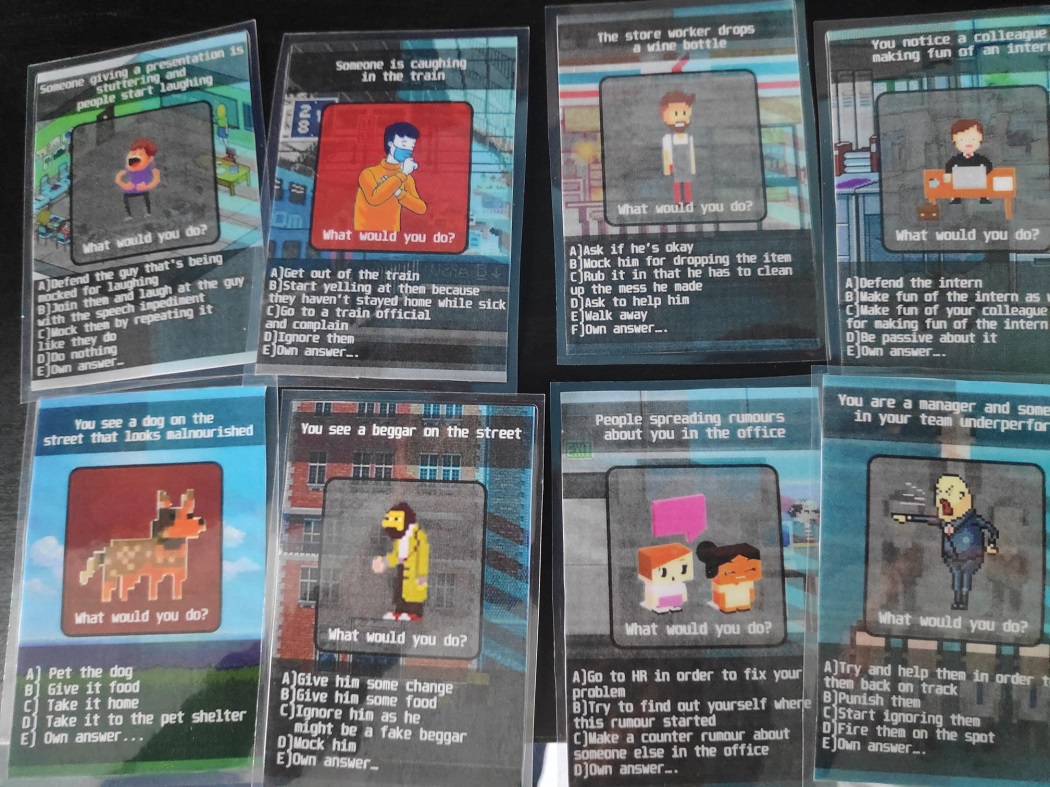 Someone giving a presentation is
stuttering and
people start laughing
What would you do?
A]Defend the guy that's being
mocked for laughing
B]Join them and laugh at the guy
with the speech impediment
C]Mock them by repeating it
like they do
D]Do nothing
E]Own answer…
Someone is caughing
in the train
What would you do?
A]Get out of the train
B]Start yelling at them because
they haven't stayed home while sick
C]Go to a train official
and complain
D]Ignore them
E]Own answer….
The store worker drops
a wine bottle
What would you do?
A]Ask if he's okay
B]Mock him for dropping the item
C]Rub it in that he has to clean
up the mess he made
D]Ask to help him
E]Walk away
F]Own answer….
You notice a colleague
making fun of an intern
What would you do?
A]Defend the intern
B]Make fun of the intern as
C]Make fun of your colleague
for making fun of the intern
D]Be passive about it
E]Own answer….
You see a dog on the
street that looks malnourished
What would you do?
A] Pet the dog
B] Give it food
C] Take it home
D] Take it to the pet shelter
E] Own answer...
You see a beggar on the street
What would you do?
A]Give him some change
B]Give him some food
C]Ignore him as he
might be a fake beggar
D]Mock him
E]Own answer…
People spreading rumours
about you in the office
What would you do?
A]Go to HR in order to fix your
problem
B]Try to find out yourself where
this rumour started
C]Make a counter rumour about
someone else in the office
D]Own answer….
You are a manager and some
in your team underperfor
What would you do?
A]Try and help them in order
them back on track
B]Punish them
C]Start ignoring them
D]Fire them on the spot
E]Own answer….